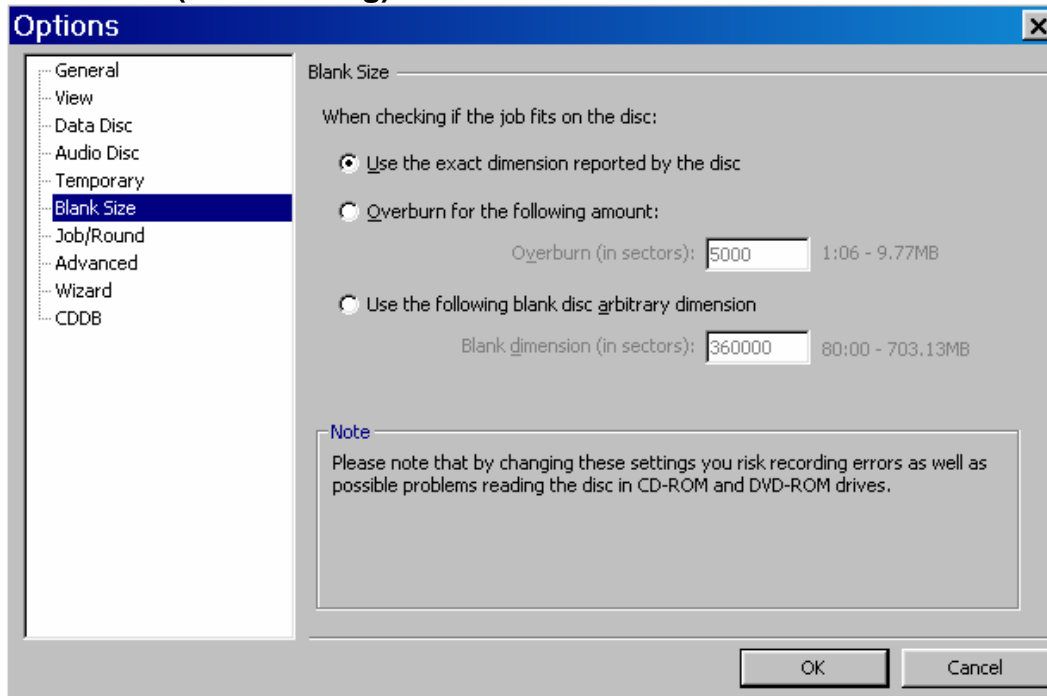 Options
General
View
Data Disc
Audio Disc
Temporary
Blank Size
Job/Round
Advanced
Wizard
CDDB
Blank Size
When checking if the job fits on the disc:
Use the exact dimension reported by the disc
Overburn for the following amount:
Overburn (in sectors): 5000 1:06 - 9.77MB
Use the following blank disc arbitrary dimension
Blank dimension (in sectors): 360000 80:00 - 703.13MB
Note
Please note that by changing these settings you risk recording errors as well as
possible problems reading the disc in CD-ROM and DVD-ROM drives.
OK Cancel